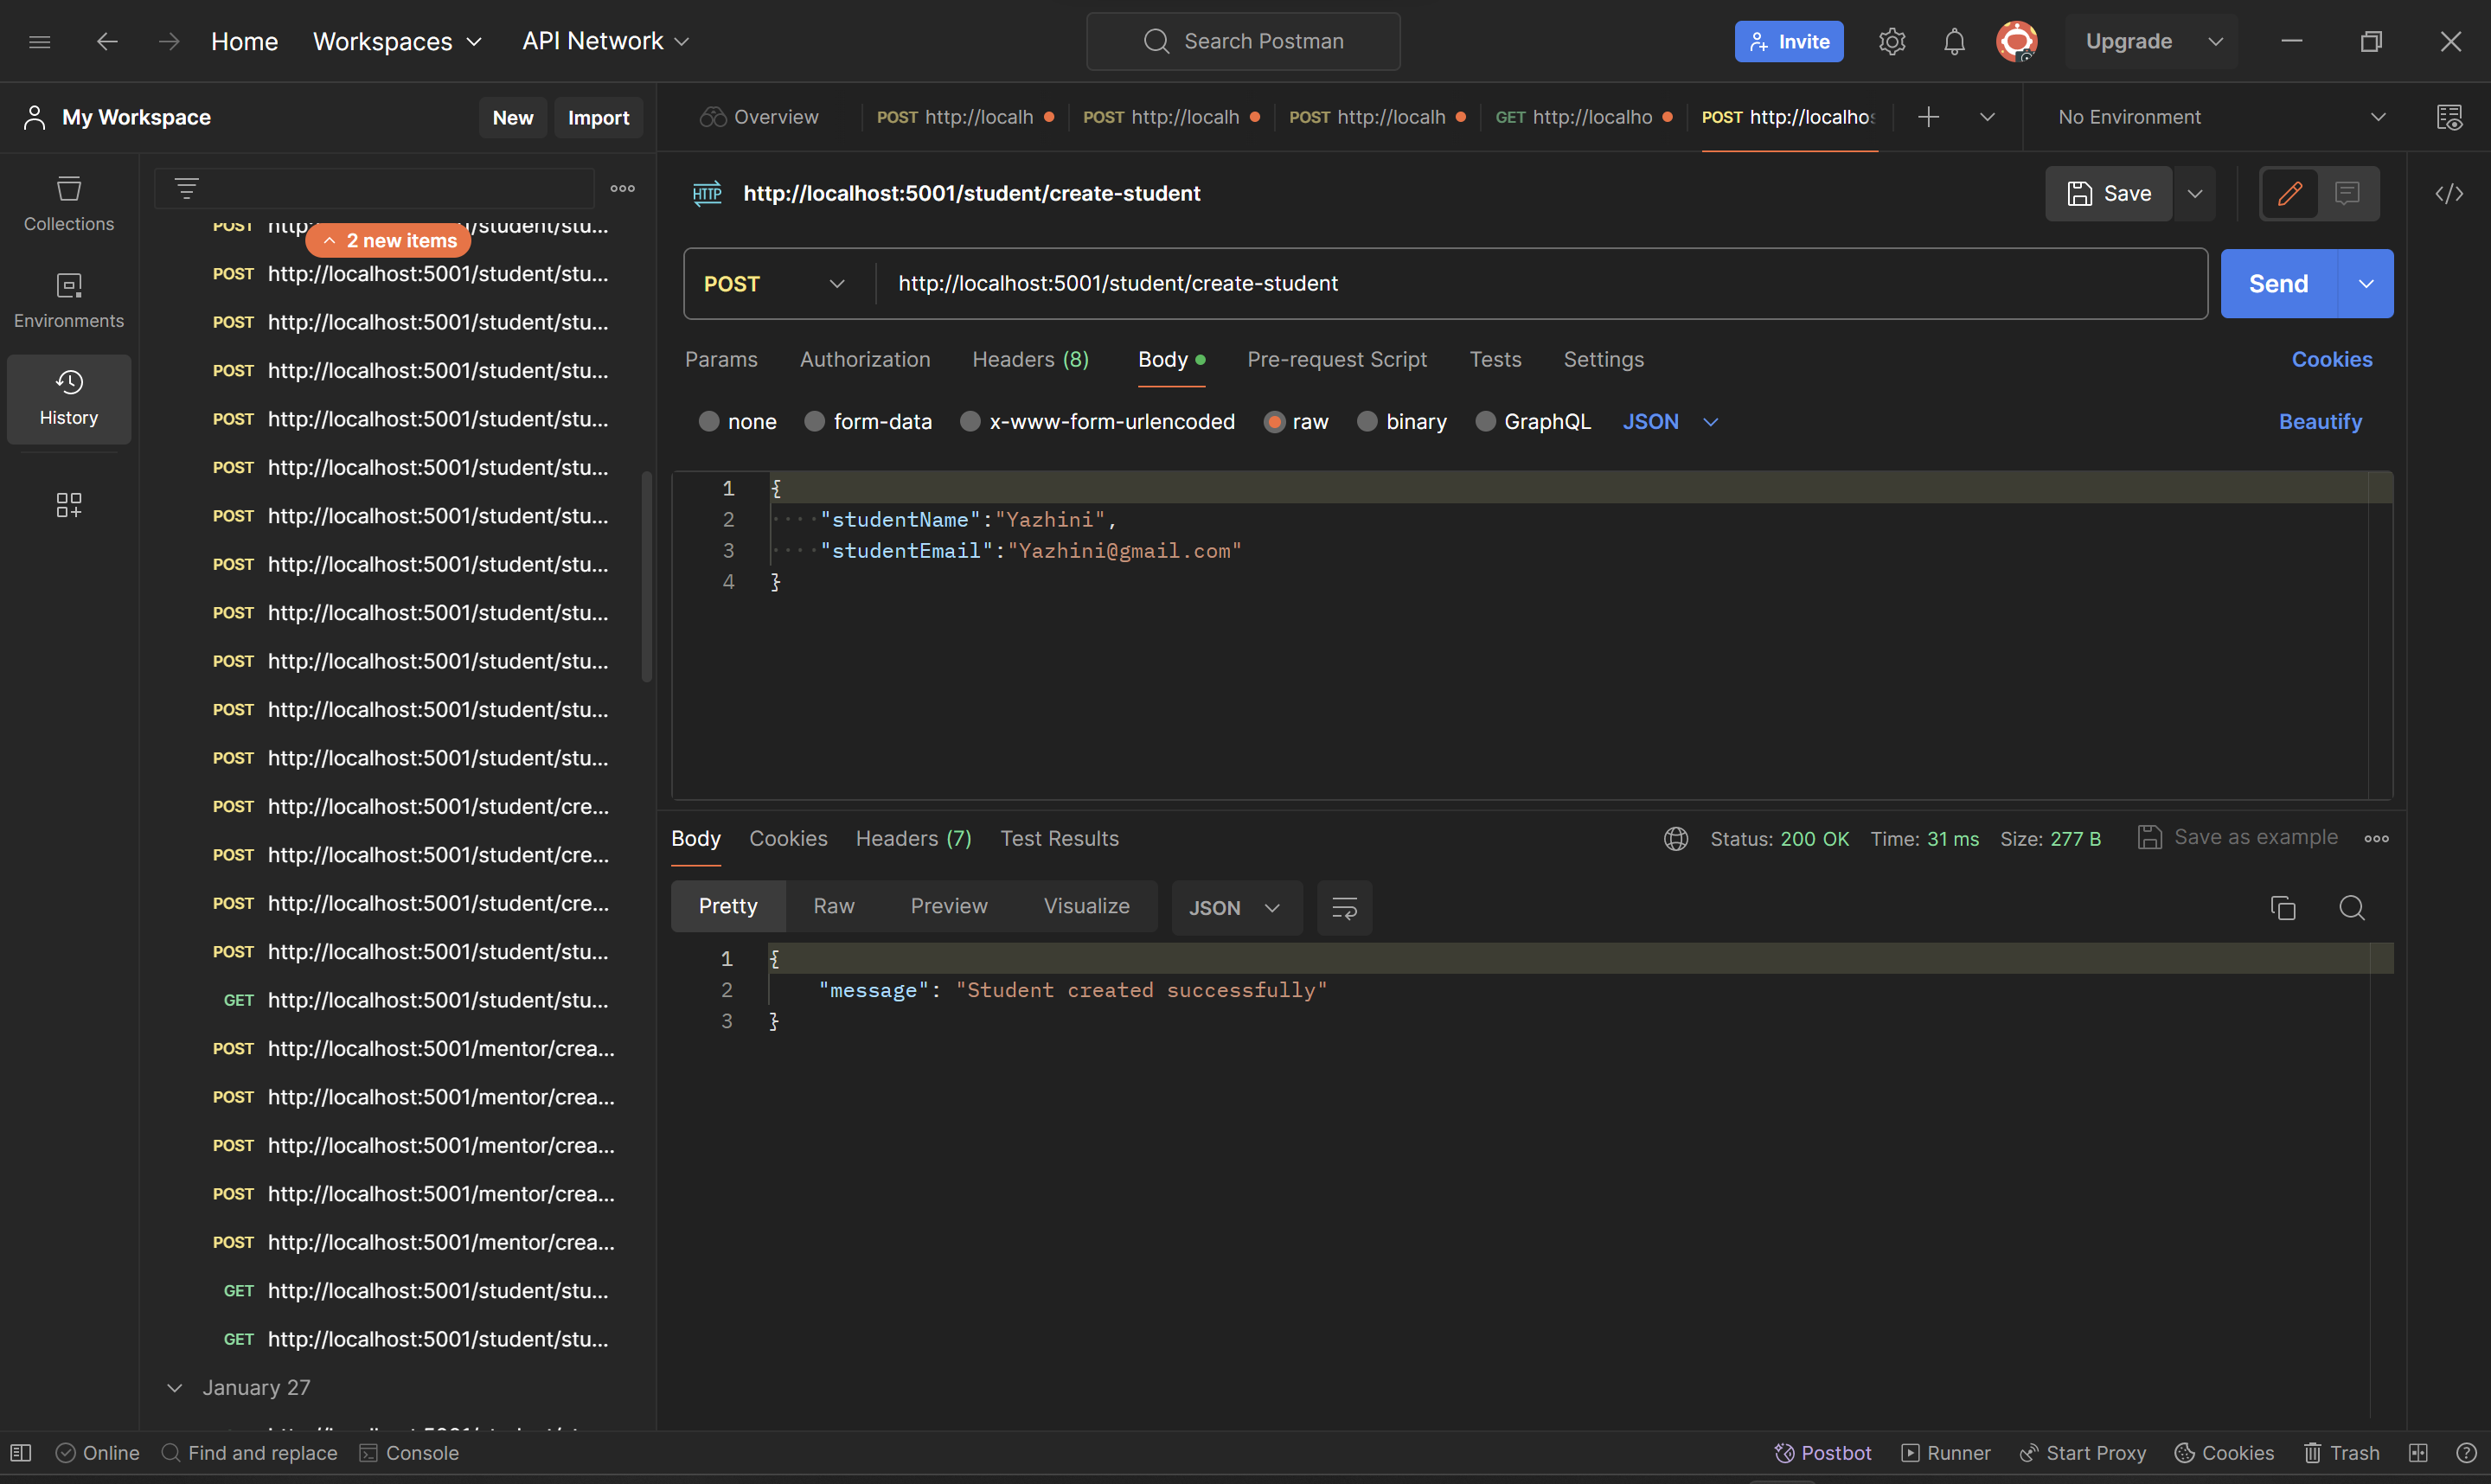 Home Workspaces API Network Search Postman Invite Upgrade
My Workspace New Import
Overview POST http://localh POST http://localh POST http://localh GET http://localho POST http://localhos No Environment
Collections
Environments
History
2 new items
POST http://localhost:5001/student/stu...
POST http://localhost:5001/student/stu...
POST http://localhost:5001/student/stu...
POST http://localhost:5001/student/stu...
POST http://localhost:5001/student/stu...
POST http://localhost:5001/student/stu...
POST http://localhost:5001/student/stu...
POST http://localhost:5001/student/stu...
POST http://localhost:5001/student/stu...
POST http://localhost:5001/student/stu...
POST http://localhost:5001/student/stu...
POST http://localhost:5001/student/cre...
POST http://localhost:5001/student/cre...
POST http://localhost:5001/student/cre...
POST http://localhost:5001/student/stu...
GET http://localhost:5001/student/stu...
POST http://localhost:5001/mentor/crea...
POST http://localhost:5001/mentor/crea...
POST http://localhost:5001/mentor/crea...
POST http://localhost:5001/mentor/crea...
POST http://localhost:5001/mentor/crea...
GET http://localhost:5001/student/stu...
GET http://localhost:5001/student/stu...
January 27
HTTP http://localhost:5001/student/create-student Save
POST http://localhost:5001/student/create-student Send
Params Authorization Headers (8) Body Pre-request Script Tests Settings Cookies
none form-data x-www-form-urlencoded raw binary GraphQL JSON Beautify
1 {
2 "studentName":"Yazhini",
3 "studentEmail":"Yazhini@gmail.com"
4 }
Body Cookies Headers (7) Test Results Status: 200 OK Time: 31 ms Size: 277 B Save as example
Pretty Raw Preview Visualize JSON
1 {
2 "message": "Student created successfully"
3 }
Online Find and replace Console Postbot Runner Start Proxy Cookies Trash